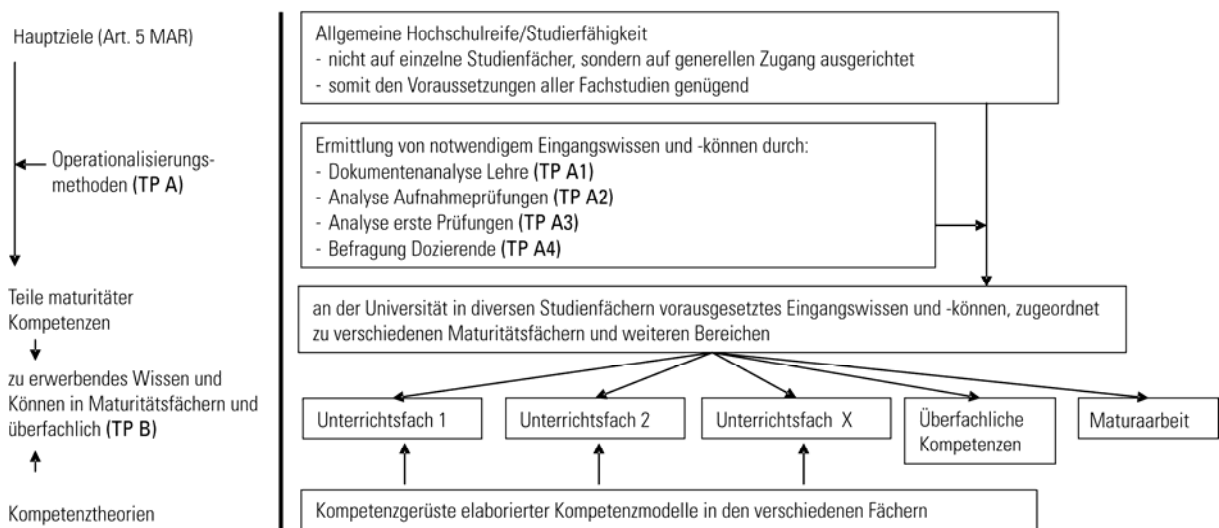 Hauptziele (Art. 5 MAR)
Operationalisierungs-
methoden (TP A)
Teile maturitäter
Kompetenzen
zu erwerbendes Wissen und
Können in Maturitätsfächern und
überfachlich (TP B)
Kompetenztheorien
Allgemeine Hochschulreife/Studierfähigkeit
- nicht auf einzelne Studienfächer, sondern auf generellen Zugang ausgerichtet
- somit den Voraussetzungen aller Fachstudien genügend
Ermittlung von notwendigem Eingangswissen und -können durch:
- Dokumentenanalyse Lehre (TP A1)
- Analyse Aufnahmeprüfungen (TP A2)
- Analyse erste Prüfungen (TP A3)
- Befragung Dozierende (TP A4)
an der Universität in diversen Studienfächern vorausgesetztes Eingangswissen und -können, zugeordnet
zu verschiedenen Maturitätsfächern und weiteren Bereichen
Unterrichtsfach 1
Unterrichtsfach 2
Unterrichtsfach X
Überfachliche
Kompetenzen
Maturaarbeit
Kompetenzgerüste elaborierter Kompetenzmodelle in den verschiedenen Fächern